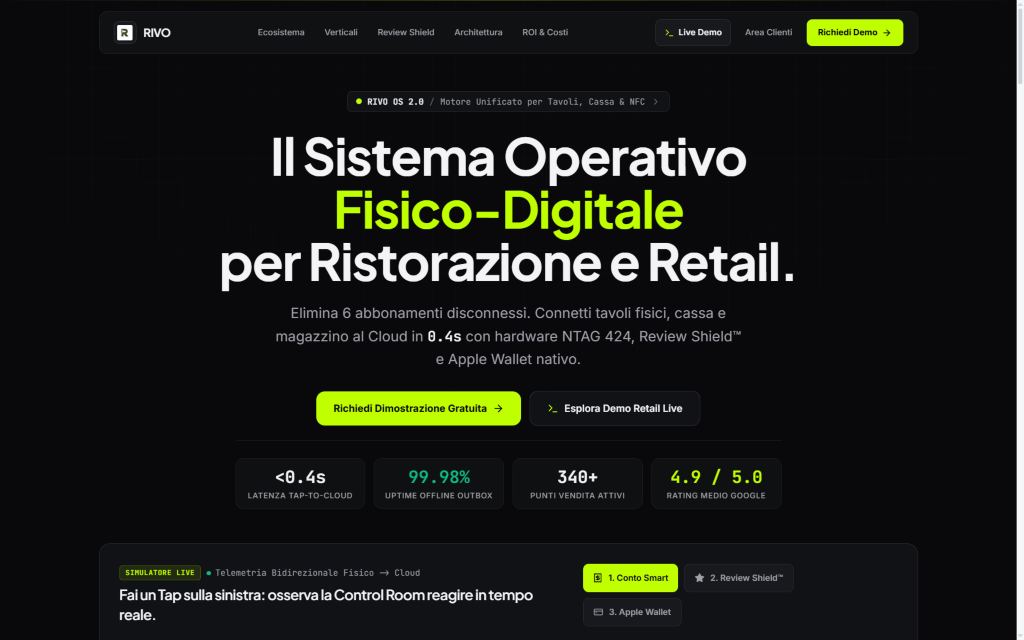 R RIVO
Ecosistema Verticali Review Shield Architettura ROI & Costi
>_ Live Demo Area Clienti Richiedi Demo →
RIVO OS 2.0 / Motore Unificato per Tavoli, Cassa & NFC >
Il Sistema Operativo
Fisico-Digitale
per Ristorazione e Retail.
Elimina 6 abbonamenti disconnessi. Connetti tavoli fisici, cassa e
magazzino al Cloud in 0.4s con hardware NTAG 424, Review Shield™
e Apple Wallet nativo.
Richiedi Dimostrazione Gratuita → >_ Esplora Demo Retail Live
<0.4s
LATENZA TAP-TO-CLOUD
99.98%
UPTIME OFFLINE OUTBOX
340+
PUNTI VENDITA ATTIVI
4.9 / 5.0
RATING MEDIO GOOGLE
SIMULATORE LIVE Telemetria Bidirezionale Fisico → Cloud
Fai un Tap sulla sinistra: osserva la Control Room reagire in tempo
reale.
1. Conto Smart 2. Review Shield™
3. Apple Wallet